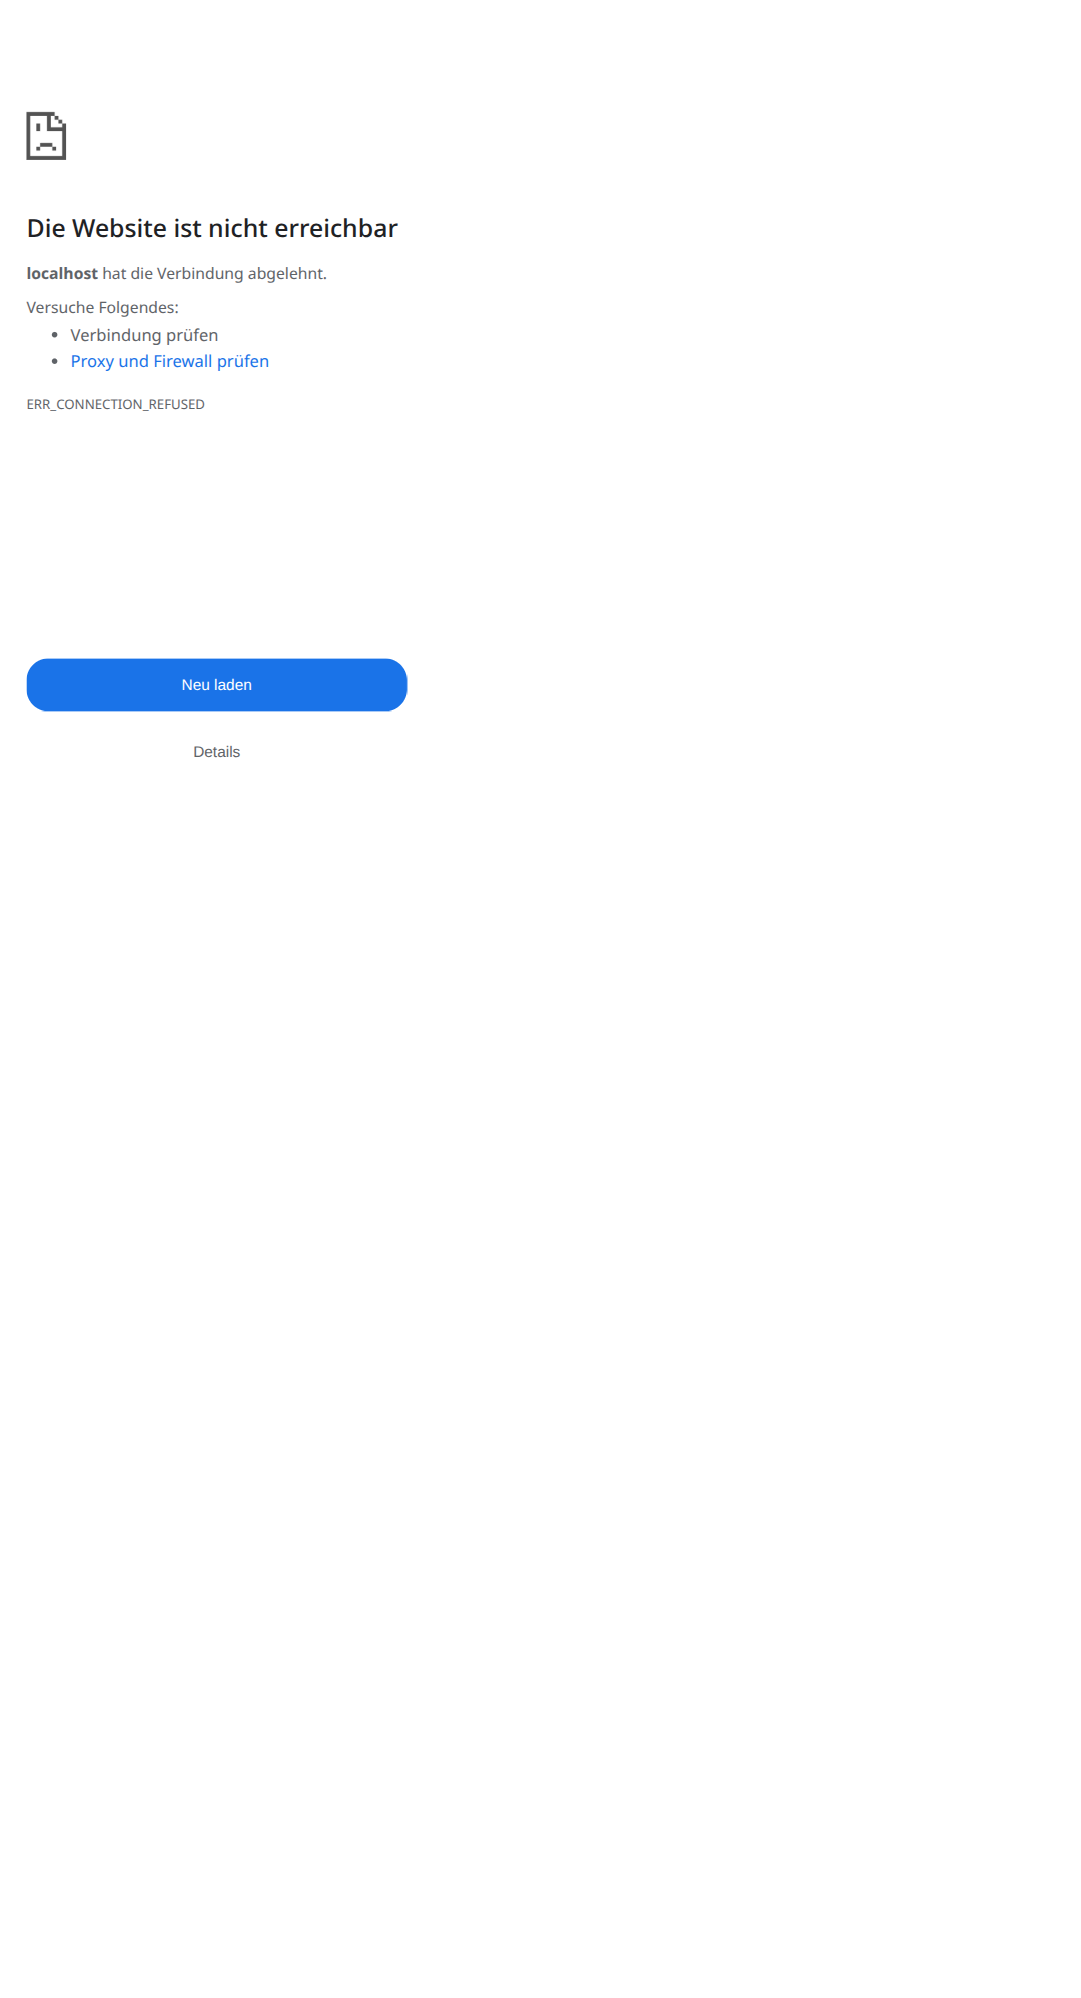 Die Website ist nicht erreichbar
localhost hat die Verbindung abgelehnt.
Versuche Folgendes:
Verbindung prüfen
Proxy und Firewall prüfen
ERR_CONNECTION_REFUSED
Neu laden
Details